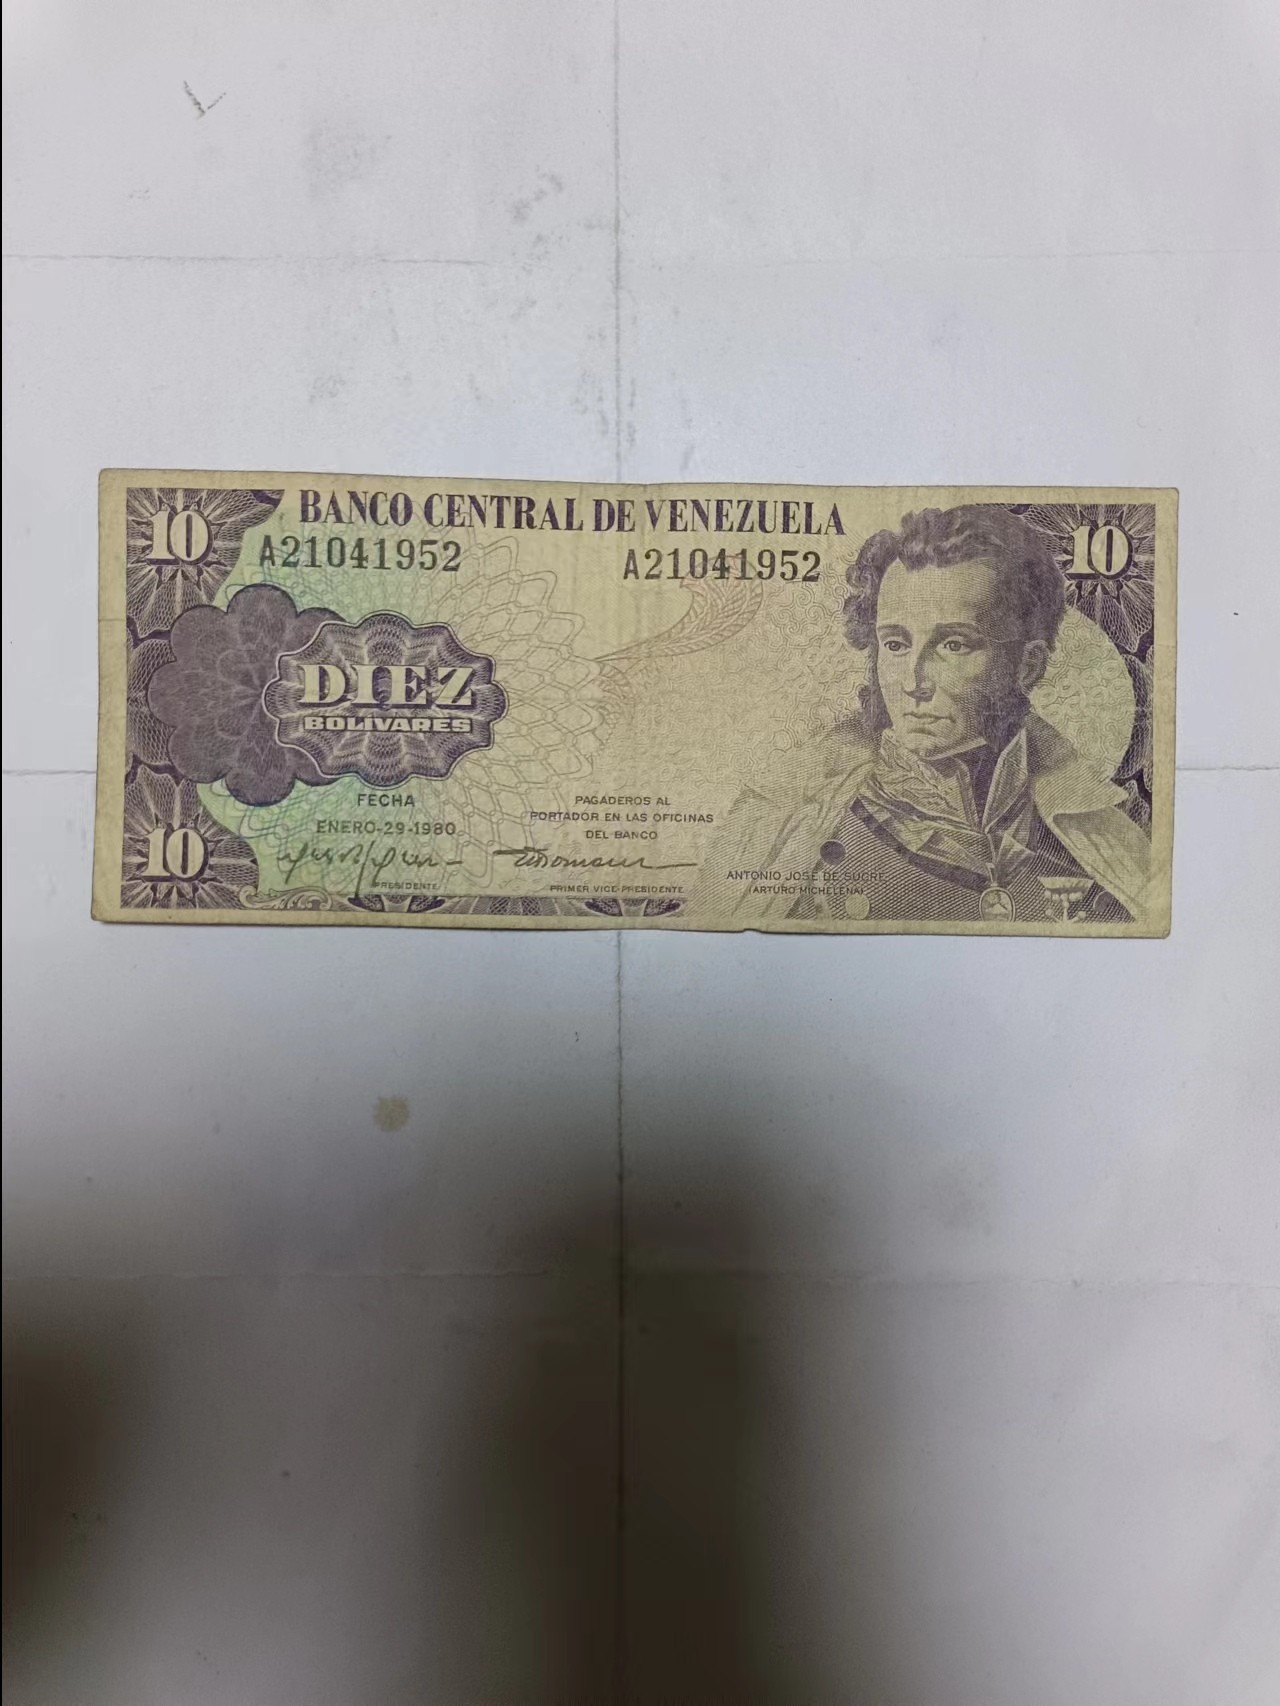 BANCO CENTRAL DE VENEZUELA
10
10
A21041952
A21041952
DIEZ
BOLIVARES
FECHA
ENERO-29-1980
PAGADEROS AL
PORTADOR EN LAS OFICINAS
DEL BANCO
10
PRESIDENTE
PRIMER VICE-PRESIDENTE
ANTONIO JOSE DE SUCRE
(ARTURO MICHELENA)